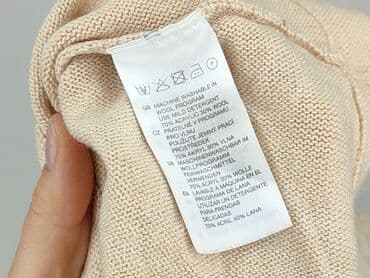 GB MACHINE WASHABLE IN
WOOL PROGRAM
USE MILD DETERGENT
70% ACRYLIC 30% WOOL
CZ PRATELNÉ V PROGRAMU
PRO VLNU
POUŽIJTE JEMNÝ PRACÍ
PROSTŘEDEK
70% AKRYL 30% VLNA
DE MASCHINENWASCHBAR IM
WOLLPROGRAMM
FEINWASCHMITTEL
VERWENDEN
70% ACRYL 30% WOLLE
ES LAVABLE A MÁQUINA EN EL
PROGRAMA DE LANA
UTILIZAR UN DETERGENTE
PARA PRENDAS
DELICADAS
70% ACRIL 30% LANA